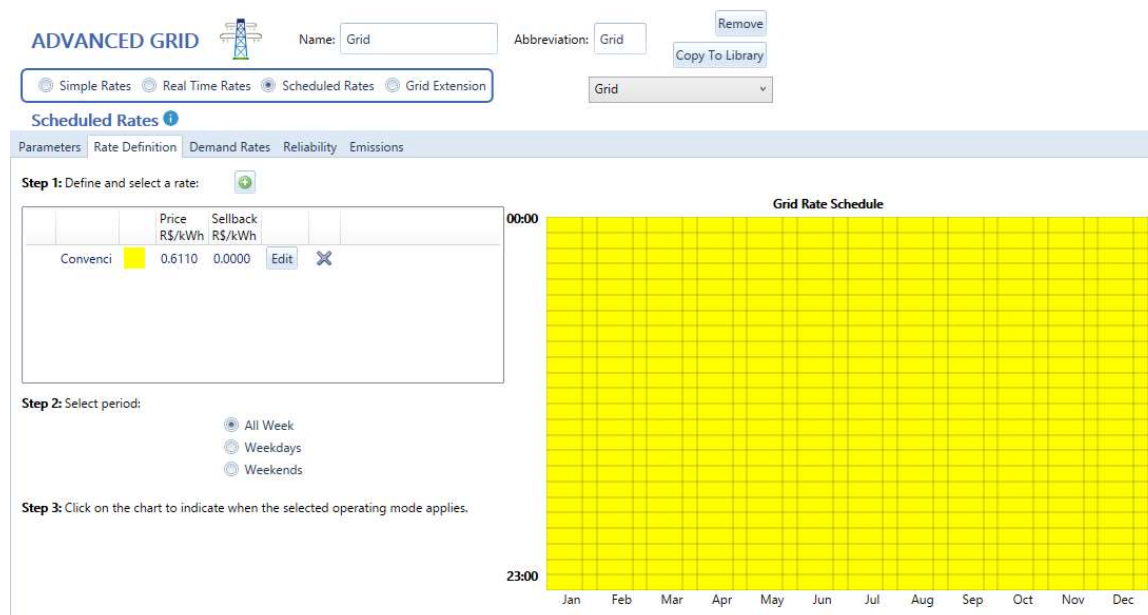 ADVANCED GRID Name: Grid Abbreviation: Grid Remove
Copy To Library
Simple Rates Real Time Rates Scheduled Rates Grid Extension Grid
Scheduled Rates i
Parameters Rate Definition Demand Rates Reliability Emissions
Step 1: Define and select a rate:
Grid Rate Schedule
Price Sellback
R$/kWh R$/kWh
Convenci 0.6110 0.0000 Edit
00:00
Step 2: Select period:
All Week
Weekdays
Weekends
Step 3: Click on the chart to indicate when the selected operating mode applies.
23:00
Jan Feb Mar Apr May Jun Jul Aug Sep Oct Nov Dec